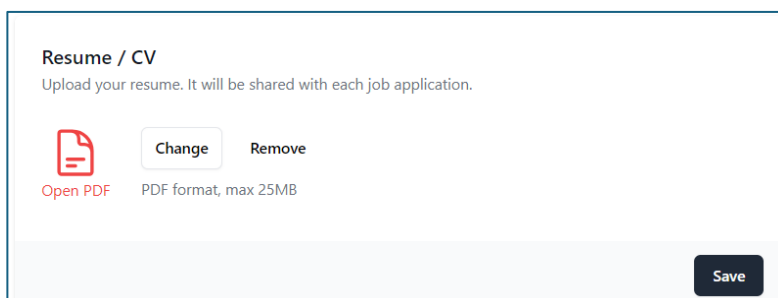 Resume / CV
Upload your resume. It will be shared with each job application.
Change Remove
Open PDF PDF format, max 25MB
Save